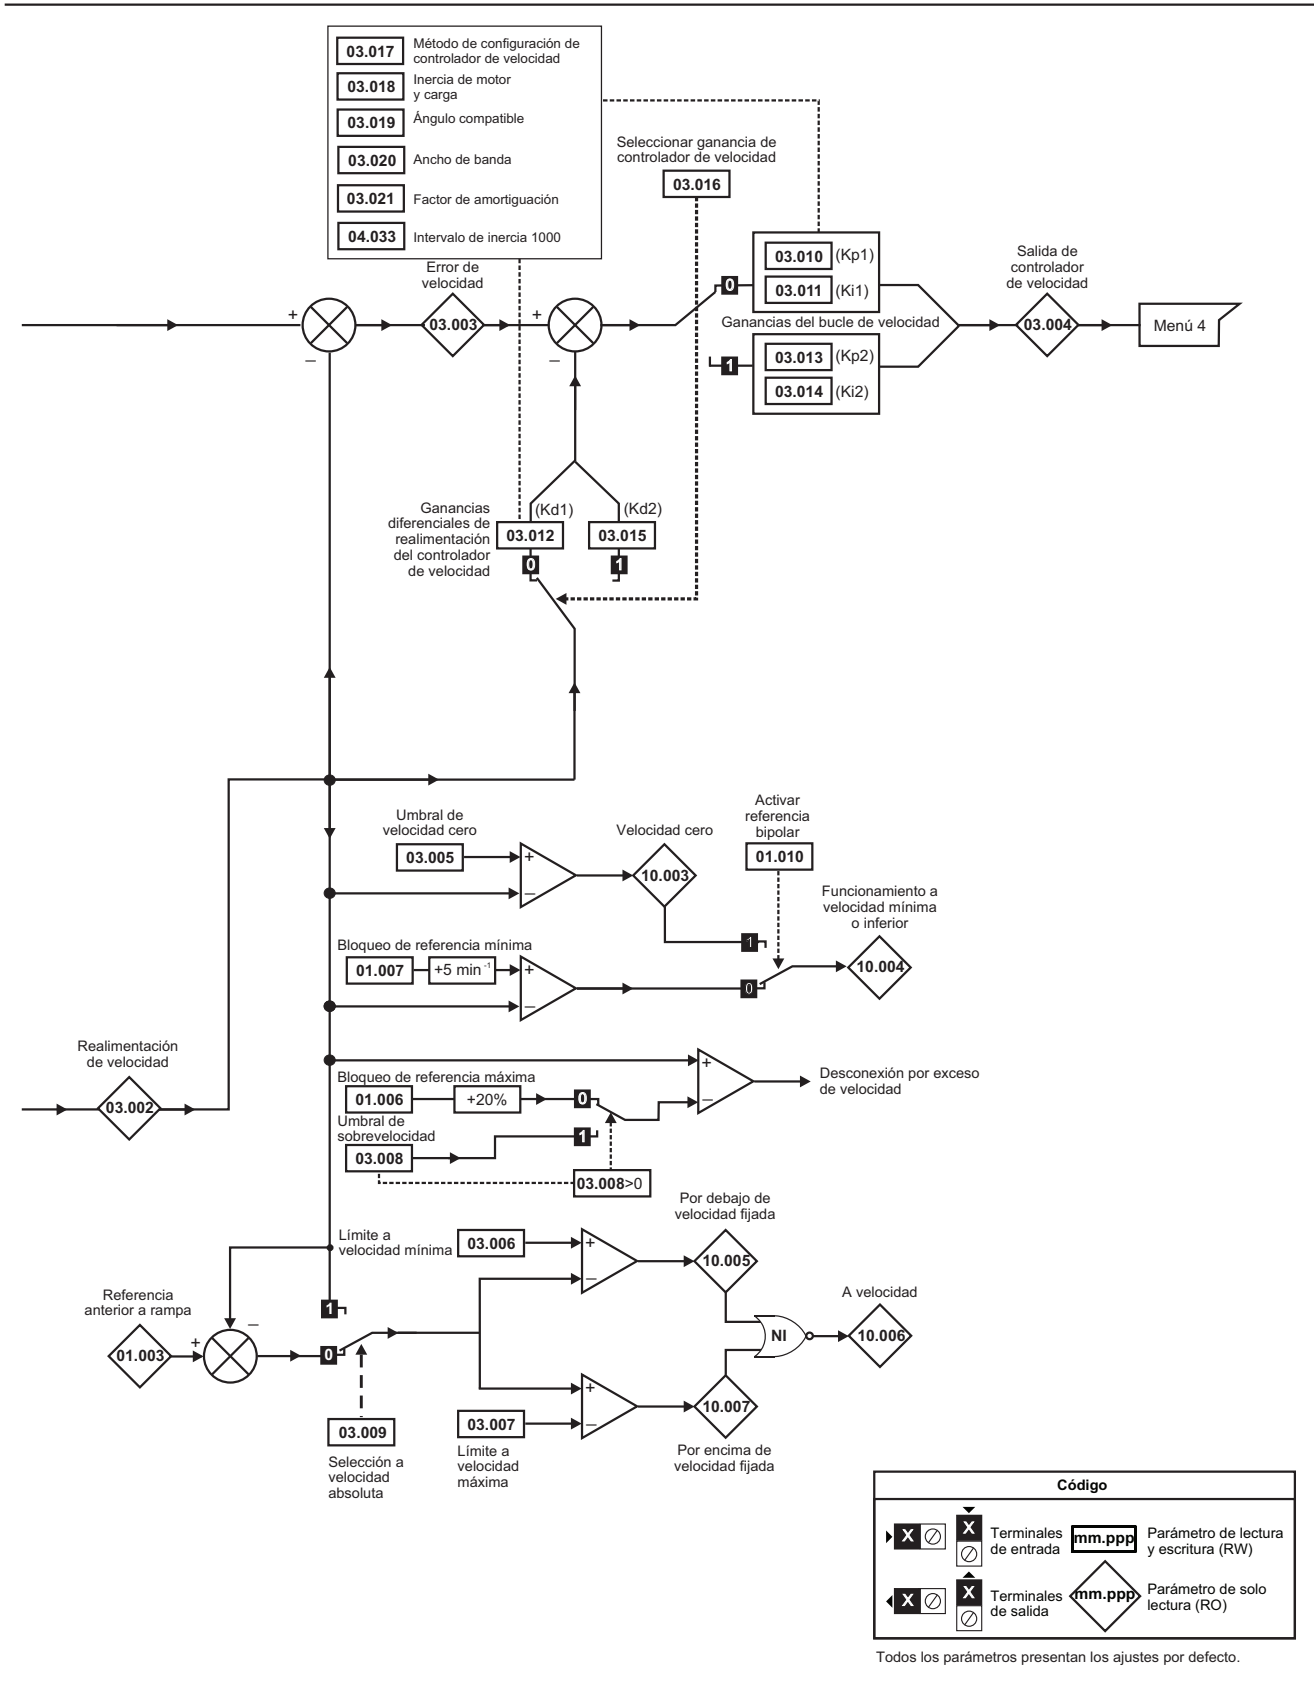 03.017
Método de configuración de
controlador de velocidad
03.018
Inercia de motor
y carga
03.019
Ángulo compatible
03.020
Ancho de banda
03.021
Factor de amortiguación
04.033
Intervalo de inercia 1000
Seleccionar ganancia de
controlador de velocidad
03.016
Error de
velocidad
+
03.003
–
+
–
0
03.010 (Kp1)
03.011 (Ki1)
Ganancias del bucle de velocidad
1
03.013 (Kp2)
03.014 (Ki2)
Salida de
controlador
de velocidad
03.004
Menú 4
Ganancias
diferenciales de
realimentación
del controlador
de velocidad
(Kd1)
03.012
0
(Kd2)
03.015
1
Umbral de
velocidad cero
03.005
+
–
Velocidad cero
10.003
Activar
referencia
bipolar
01.010
1
Bloqueo de referencia mínima
01.007
+5 min⁻¹
+
–
0
Funcionamiento a
velocidad mínima
o inferior
10.004
Realimentación
de velocidad
03.002
Bloqueo de referencia máxima
01.006
+20%
0
Umbral de
sobrevelocidad
03.008
1
03.008>0
+
–
Desconexión por exceso
de velocidad
Límite a
velocidad mínima
03.006
+
–
Por debajo de
velocidad fijada
10.005
Referencia
anterior a rampa
01.003
+
–
1
0
03.009
Selección a
velocidad
absoluta
03.007
Límite a
velocidad
máxima
+
–
10.007
Por encima de
velocidad fijada
NI
A velocidad
10.006
Código
X
X
Terminales
de entrada
mm.ppp
Parámetro de lectura
y escritura (RW)
X
X
Terminales
de salida
mm.ppp
Parámetro de solo
lectura (RO)
Todos los parámetros presentan los ajustes por defecto.